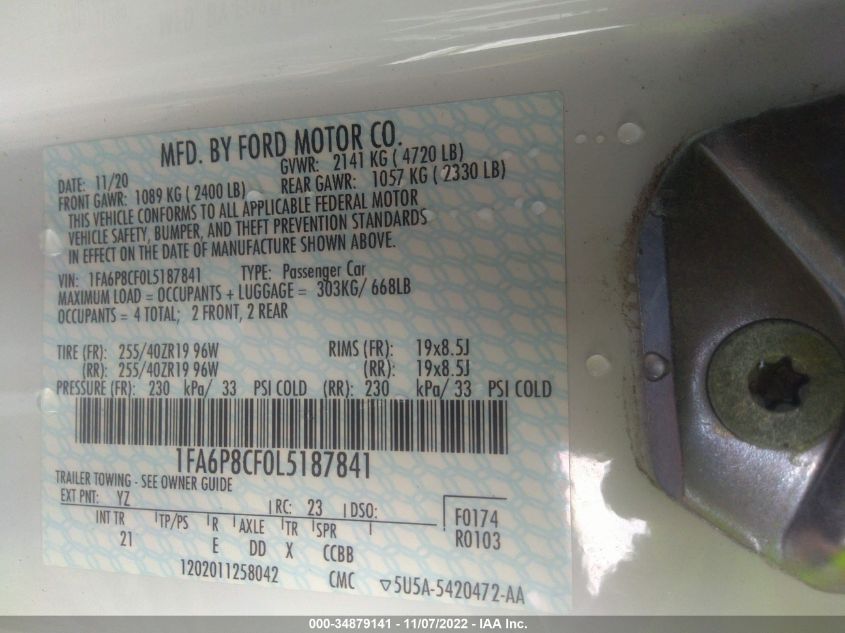 MFD. BY FORD MOTOR CO.
DATE: 11/20 GVWR: 2141 KG ( 4720 LB)
FRONT GAWR: 1089 KG ( 2400 LB) REAR GAWR: 1057 KG ( 2330 LB)
THIS VEHICLE CONFORMS TO ALL APPLICABLE FEDERAL MOTOR
VEHICLE SAFETY, BUMPER, AND THEFT PREVENTION STANDARDS
IN EFFECT ON THE DATE OF MANUFACTURE SHOWN ABOVE.
VIN: 1FA6P8CF0L5187841 TYPE: Passenger Car
MAXIMUM LOAD = OCCUPANTS + LUGGAGE = 303KG/ 668LB
OCCUPANTS = 4 TOTAL; 2 FRONT, 2 REAR
TIRE (FR): 255/40ZR19 96W RIMS (FR): 19x8.5J
(RR): 255/40ZR19 96W (RR): 19x8.5J
PRESSURE (FR): 230 kPa/ 33 PSI COLD (RR): 230 kPa/ 33 PSI COLD
1FA6P8CF0L5187841
TRAILER TOWING - SEE OWNER GUIDE
EXT PNT: YZ RC: 23 DSO: F0174
INT TR TP/PS R AXLE TR SPR R0103
21 E DD X CCBB
1202011258042 CMC ▽5U5A-5420472-AA
000-34879141 - 11/07/2022 - IAA Inc.